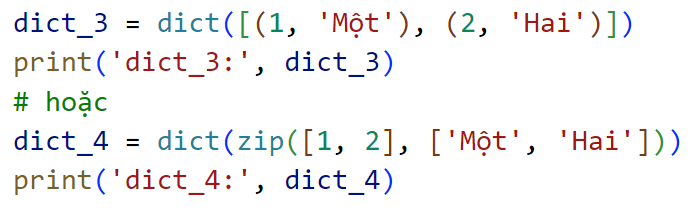 dict_3 = dict([(1, 'Một'), (2, 'Hai')])
print('dict_3:', dict_3)
# hoặc
dict_4 = dict(zip([1, 2], ['Một', 'Hai']))
print('dict_4:', dict_4)